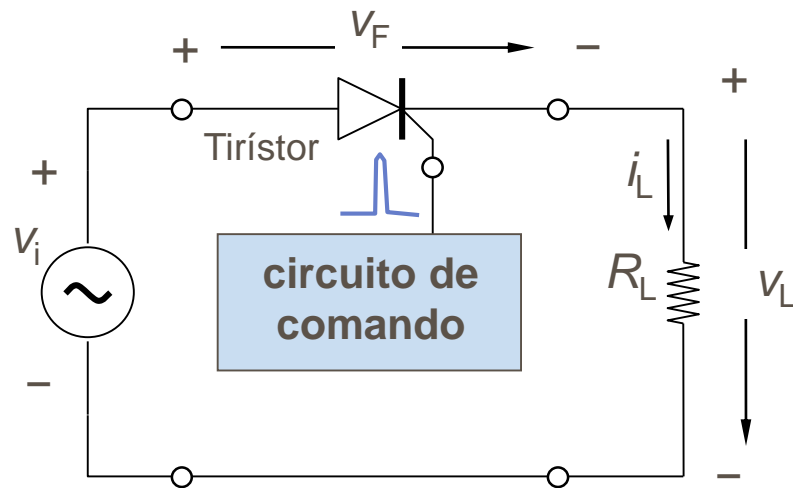 + vF −
Tirístor
+
+
iL
vi
circuito de
comando
RL
vL
−
−